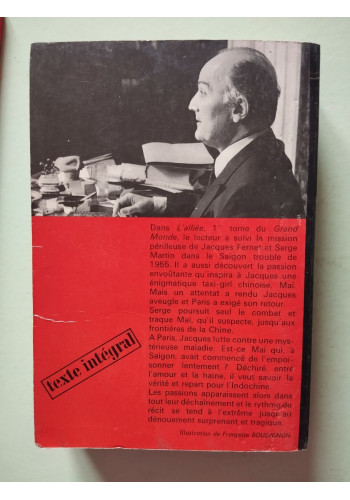 Dans L'alliée, 1er tome du Grand
Monde, le lecteur a suivi la mission
périlleuse de Jacques Ferne et Serge
Martin dans le Saigon trouble de
1955. Il a aussi découvert la passion
envoûtante qu'inspira à Jacques une
énigmatique taxi-girl chinoise, Maï.
Mais un attentat a rendu Jacques
aveugle et Paris a exigé son retour.
Serge poursuit seul le combat et
traque Maï, qu'il suspecte, jusqu'aux
frontières de la Chine.
A Paris, Jacques lutte contre une mys-
térieuse maladie. Est-ce Maï qui, à
Saigon, avait commencé de l'empoi-
sonner lentement ? Déchiré entre
l'amour et la haine, il veut savoir la
vérité et repart pour l'Indochine.
Les passions apparaissent alors dans
tout leur déchaînement et le rythme du
récit se tend à l'extrême jusqu'au
dénouement surprenant et tragique.
Illustration de Françoise BOUDIGNON
texte intégral